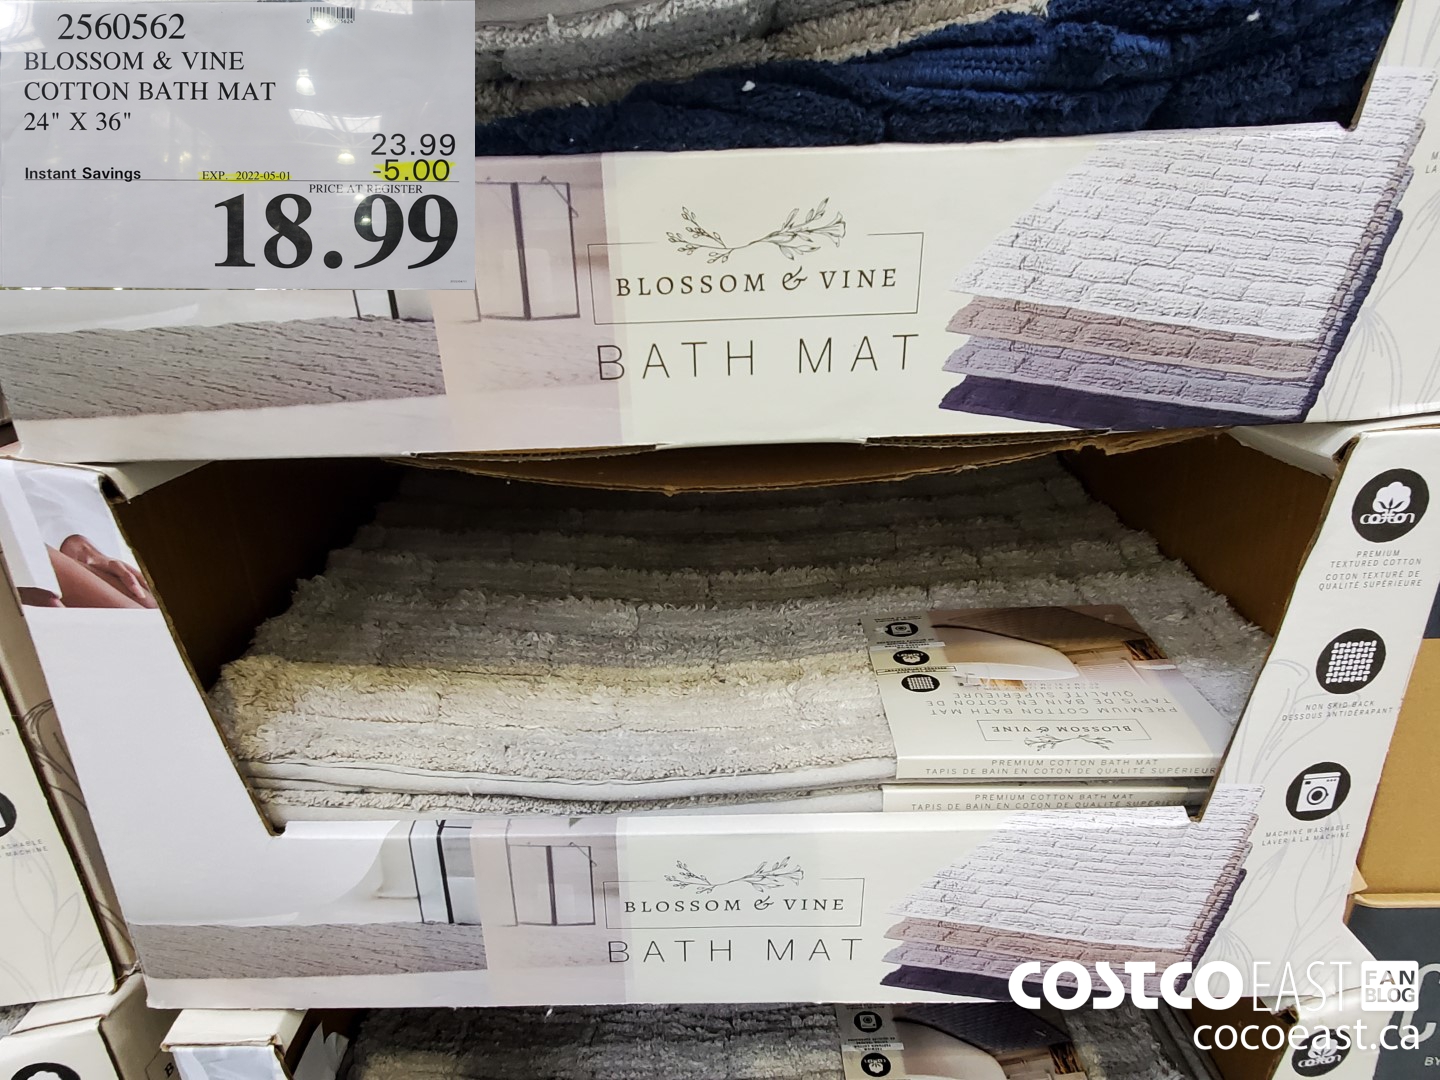 2560562
BLOSSOM & VINE
COTTON BATH MAT
24" X 36"
23.99
Instant Savings EXP. 2022-05-01 -5.00
PRICE AT REGISTER
18.99
BLOSSOM & VINE
BATH MAT
COTTON
PREMIUM
TEXTURED COTTON
COTON TEXTURÉ DE
QUALITÉ SUPÉRIEURE
NON SKID BACK
DESSOUS ANTIDÉRAPANT
MACHINE WASHABLE
LAVER À LA MACHINE
BLOSSOM & VINE
PREMIUM COTTON BATH MAT
TAPIS DE BAIN EN COTON DE
QUALITÉ SUPÉRIEURE
PREMIUM COTTON BATH MAT
TAPIS DE BAIN EN COTON DE QUALITÉ SUPÉRIEUR
PREMIUM COTTON BATH MAT
TAPIS DE BAIN EN COTON DE QUALITÉ SUPÉRIEU
BLOSSOM & VINE
BATH MAT
COSTCO EAST FAN BLOG
cocoeast.ca